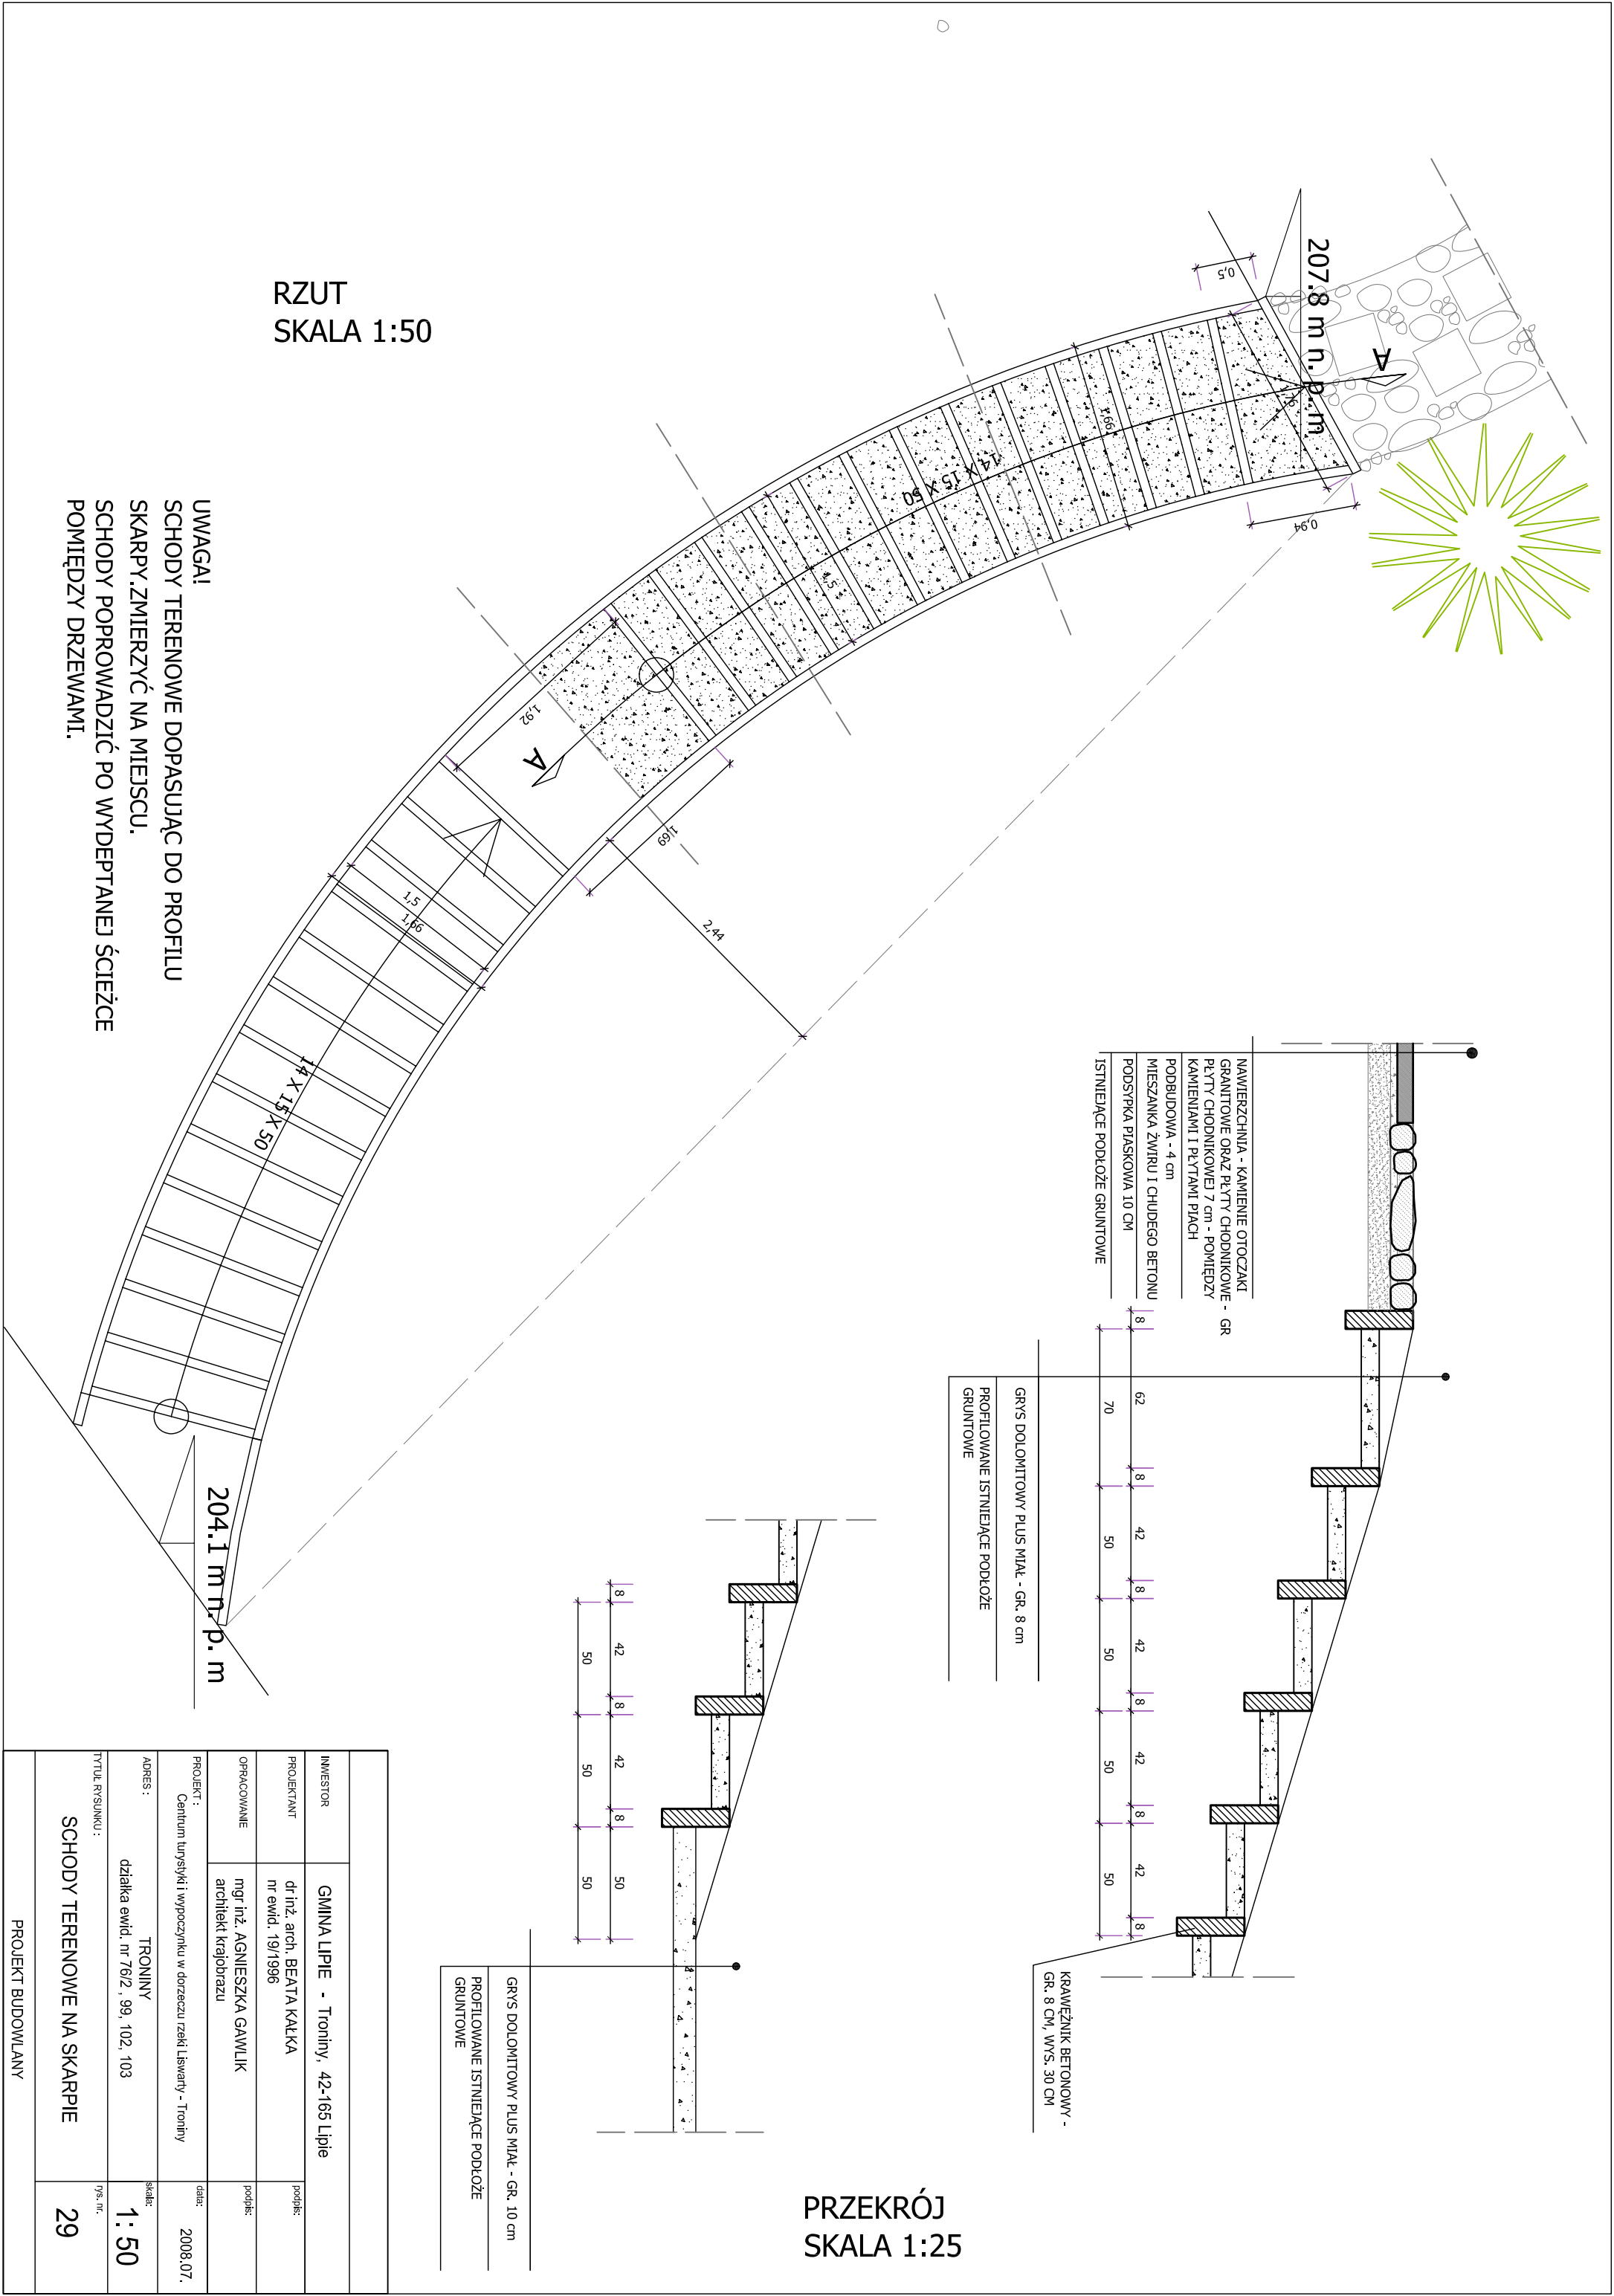 RZUT
SKALA 1:50
207.8 m n. p. m
A
0,5
1,76
0,94
1,66
14 X 15 X 50
1,5
1,92
A
1,69
2,44
1,5
1,66
14 X 15 X 50
204.1 m n. p. m
UWAGA!
SCHODY TERENOWE DOPASUJĄC DO PROFILU
SKARPY.ZMIERZYĆ NA MIEJSCU.
SCHODY POPROWADZIĆ PO WYDEPTANEJ ŚCIEŻCE
POMIĘDZY DRZEWAMI.
NAWIERZCHNIA - KAMIENIE OTOCZAKI
GRANITOWE ORAZ PŁYTY CHODNIKOWE - GR
PŁYTY CHODNIKOWEJ 7 cm - POMIĘDZY
KAMIENIAMI I PŁYTAMI PIACH
PODBUDOWA - 4 cm
MIESZANKA ŻWIRU I CHUDEGO BETONU
PODSYPKA PIASKOWA 10 CM
ISTNIEJĄCE PODŁOŻE GRUNTOWE
8 62 8 42 8 42 8 42 8 42 8
70 50 50 50 50
GRYS DOLOMITOWY PLUS MIAŁ - GR. 8 cm
PROFILOWANE ISTNIEJĄCE PODŁOŻE
GRUNTOWE
KRAWĘŻNIK BETONOWY -
GR. 8 CM, WYS. 30 CM
8 42 8 42 8 50
50 50 50
GRYS DOLOMITOWY PLUS MIAŁ - GR. 10 cm
PROFILOWANE ISTNIEJĄCE PODŁOŻE
GRUNTOWE
PRZEKRÓJ
SKALA 1:25
INWESTOR
GMINA LIPIE - Troniny, 42-165 Lipie
PROJEKTANT
dr inż. arch. BEATA KAŁKA
nr ewid. 19/1996
podpis:
OPRACOWANIE
mgr inż. AGNIESZKA GAWLIK
architekt krajobrazu
podpis:
PROJEKT :
Centrum turystyki i wypoczynku w dorzeczu rzeki Liswarty - Troniny
data:
2008.07.
ADRES :
TRONINY
działka ewid. nr 76/2 , 99, 102, 103
skala:
1: 50
TYTUŁ RYSUNKU :
SCHODY TERENOWE NA SKARPIE
rys. nr.
29
PROJEKT BUDOWLANY